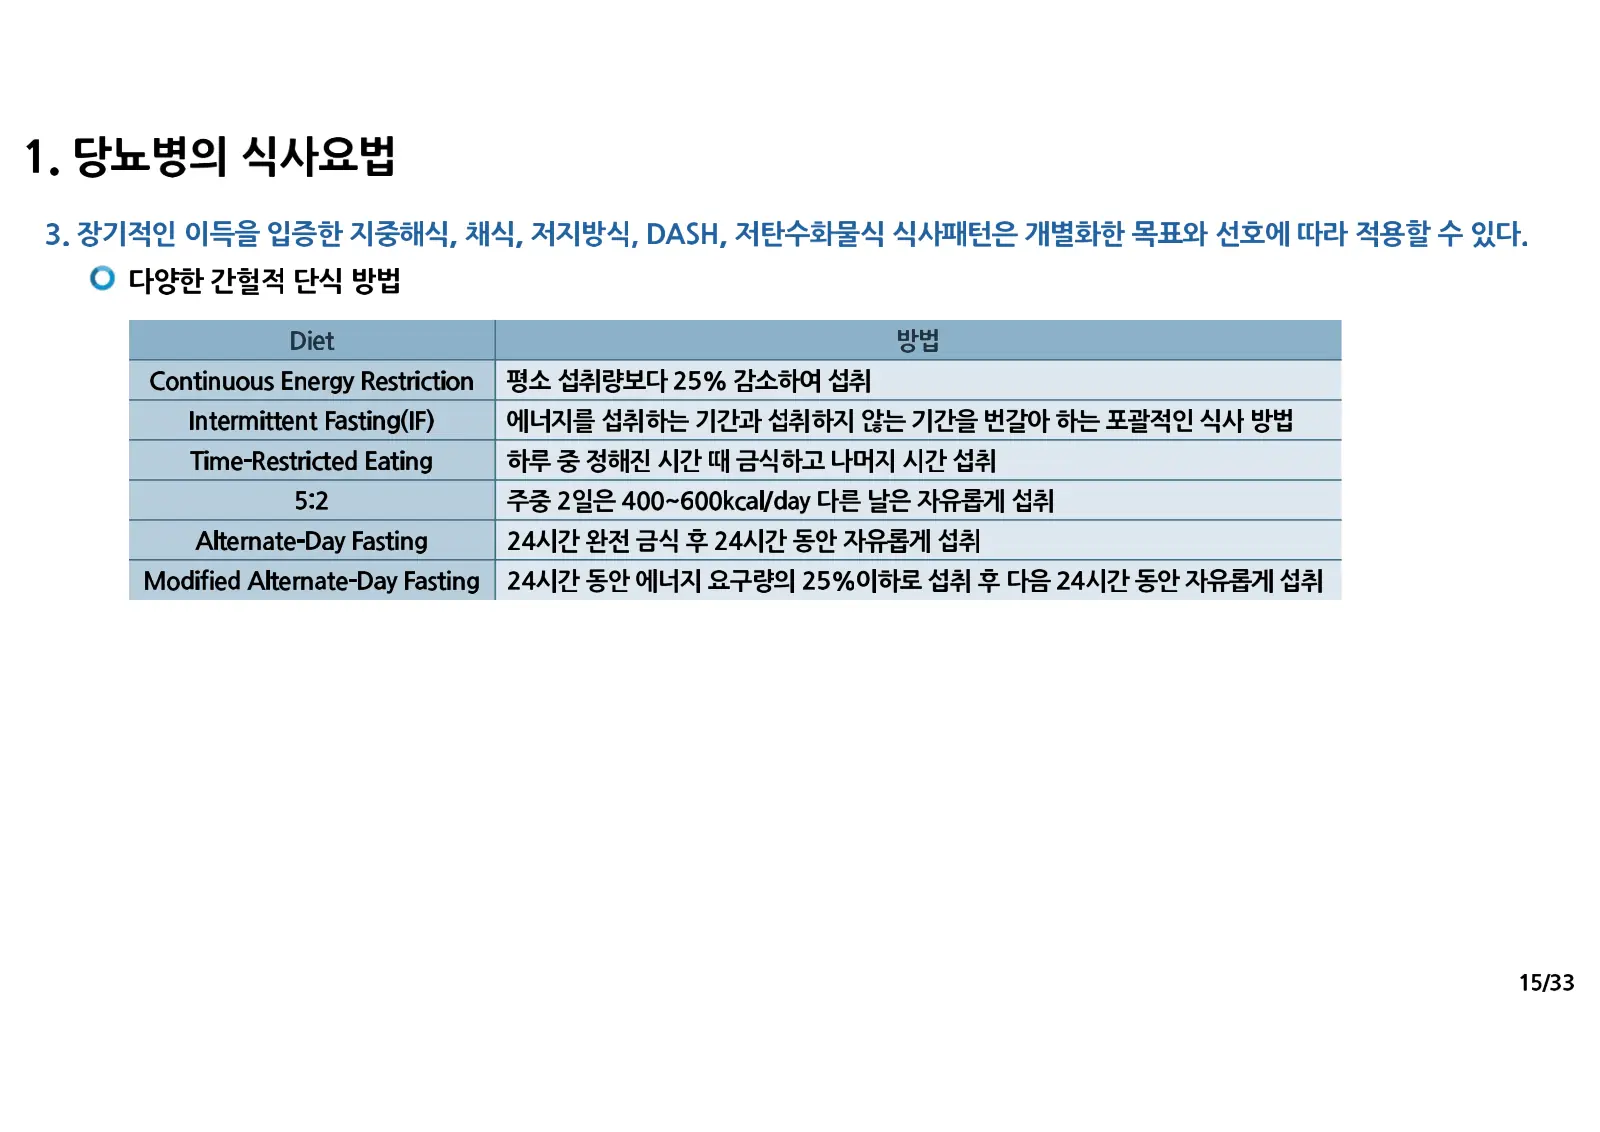 1. 당뇨병의 식사요법
3. 장기적인 이득을 입증한 지중해식, 채식, 저지방식, DASH, 저탄수화물식 식사패턴은 개별화한 목표와 선호에 따라 적용할 수 있다.
다양한 간헐적 단식 방법
Diet 방법
Continuous Energy Restriction 평소 섭취량보다 25% 감소하여 섭취
Intermittent Fasting(IF) 에너지를 섭취하는 기간과 섭취하지 않는 기간을 번갈아 하는 포괄적인 식사 방법
Time-Restricted Eating 하루 중 정해진 시간 때 금식하고 나머지 시간 섭취
5:2 주중 2일은 400~600kcal/day 다른 날은 자유롭게 섭취
Alternate-Day Fasting 24시간 완전 금식 후 24시간 동안 자유롭게 섭취
Modified Alternate-Day Fasting 24시간 동안 에너지 요구량의 25%이하로 섭취 후 다음 24시간 동안 자유롭게 섭취
15/33